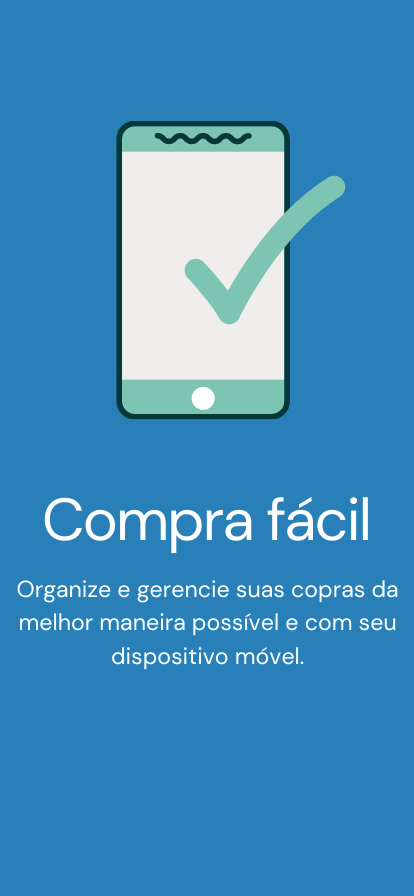 Compra fácil
Organize e gerencie suas copras da
melhor maneira possível e com seu
dispositivo móvel.